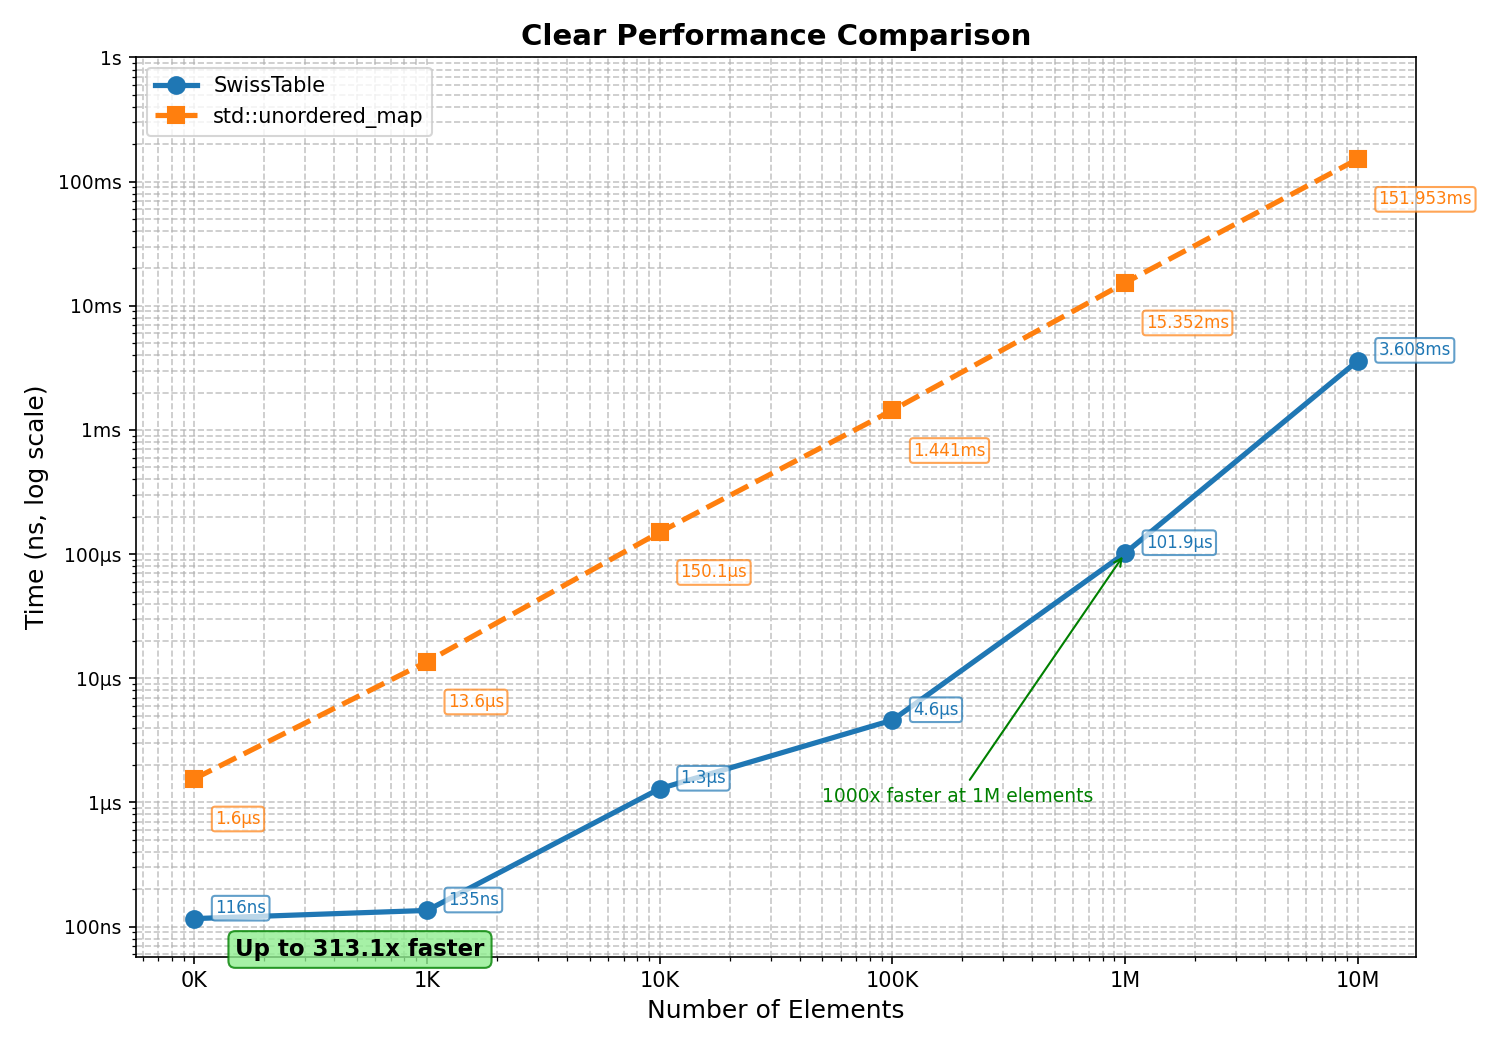 Clear Performance Comparison
1s
SwissTable
std::unordered_map
100ms
151.953ms
10ms
15.352ms
3.608ms
1ms
1.441ms
Time (ns, log scale)
100μs
101.9μs
150.1μs
10μs
13.6μs
4.6μs
1.3μs
1000x faster at 1M elements
1μs
1.6μs
116ns
135ns
100ns
Up to 313.1x faster
0K 1K 10K 100K 1M 10M
Number of Elements